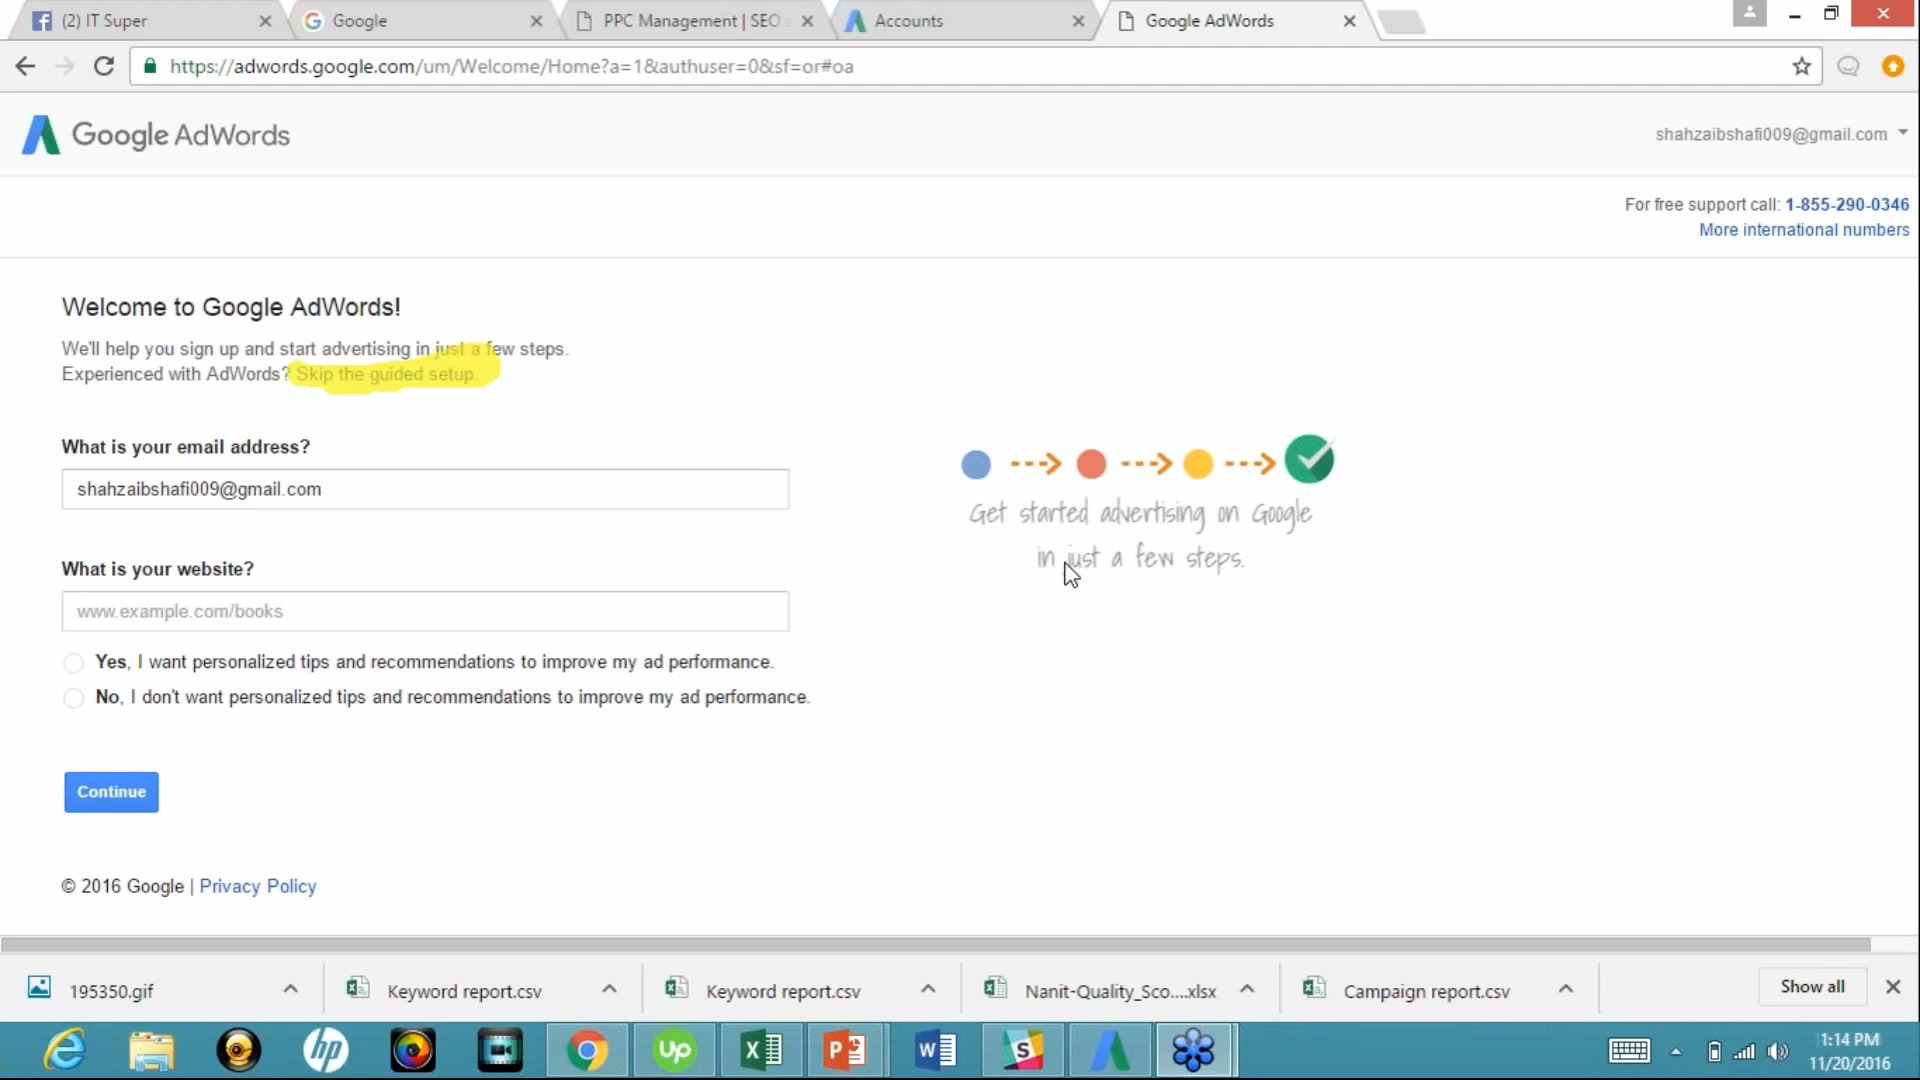 (2) IT Super
Google
PPC Management | SEO
Accounts
Google AdWords
https://adwords.google.com/um/Welcome/Home?a=1&authuser=0&sf=or#oa
Google AdWords
shahzaibshafi009@gmail.com
For free support call: 1-855-290-0346
More international numbers
Welcome to Google AdWords!
We'll help you sign up and start advertising in just a few steps.
Experienced with AdWords? Skip the guided setup.
What is your email address?
shahzaibshafi009@gmail.com
What is your website?
www.example.com/books
Yes, I want personalized tips and recommendations to improve my ad performance.
No, I don't want personalized tips and recommendations to improve my ad performance.
Get started advertising on Google
in just a few steps.
Continue
© 2016 Google | Privacy Policy
195350.gif
Keyword report.csv
Keyword report.csv
Nanit-Quality_Sco....xlsx
Campaign report.csv
Show all
hp
Up
X
P
W
S
1:14 PM
11/20/2016